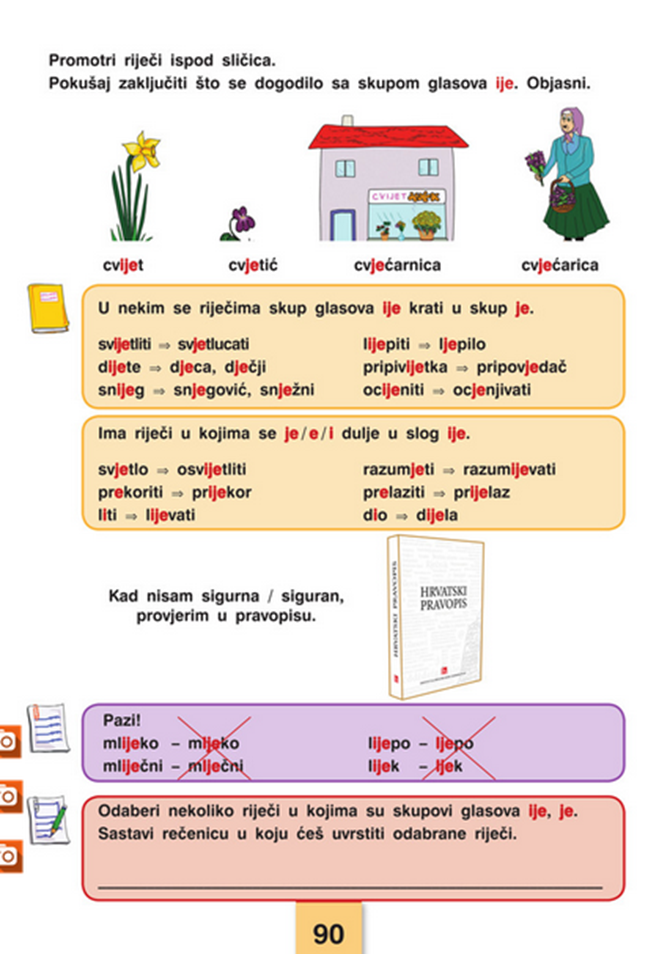 Promotri riječi ispod sličica.
Pokušaj zaključiti što se dogodilo sa skupom glasova ije. Objasni.
CVIJET
cvijet cvjetić cvjećarnica cvjećarica
U nekim se riječima skup glasova ije krati u skup je.
svijetliti ⇒ svjetlucati lijepiti ⇒ ljepilo
dijete ⇒ djeca, dječji pripivijetka ⇒ pripovjedač
snijeg ⇒ snjegović, snježni ocijeniti ⇒ ocjenjivati
Ima riječi u kojima se je/e/i dulje u slog ije.
svjetlo ⇒ osvijetliti razumjeti ⇒ razumijevati
prekoriti ⇒ prijekor prelaziti ⇒ prijelaz
liti ⇒ lijevati dio ⇒ dijela
Kad nisam sigurna / siguran,
provjerim u pravopisu.
HRVATSKI PRAVOPIS
HRVATSKI
PRAVOPIS
Pazi!
mlijeko – mljeko lijepo – ljepo
mliječni – mlječni lijek – ljek
Odaberi nekoliko riječi u kojima su skupovi glasova ije, je.
Sastavi rečenicu u koju ćeš uvrstiti odabrane riječi.
90